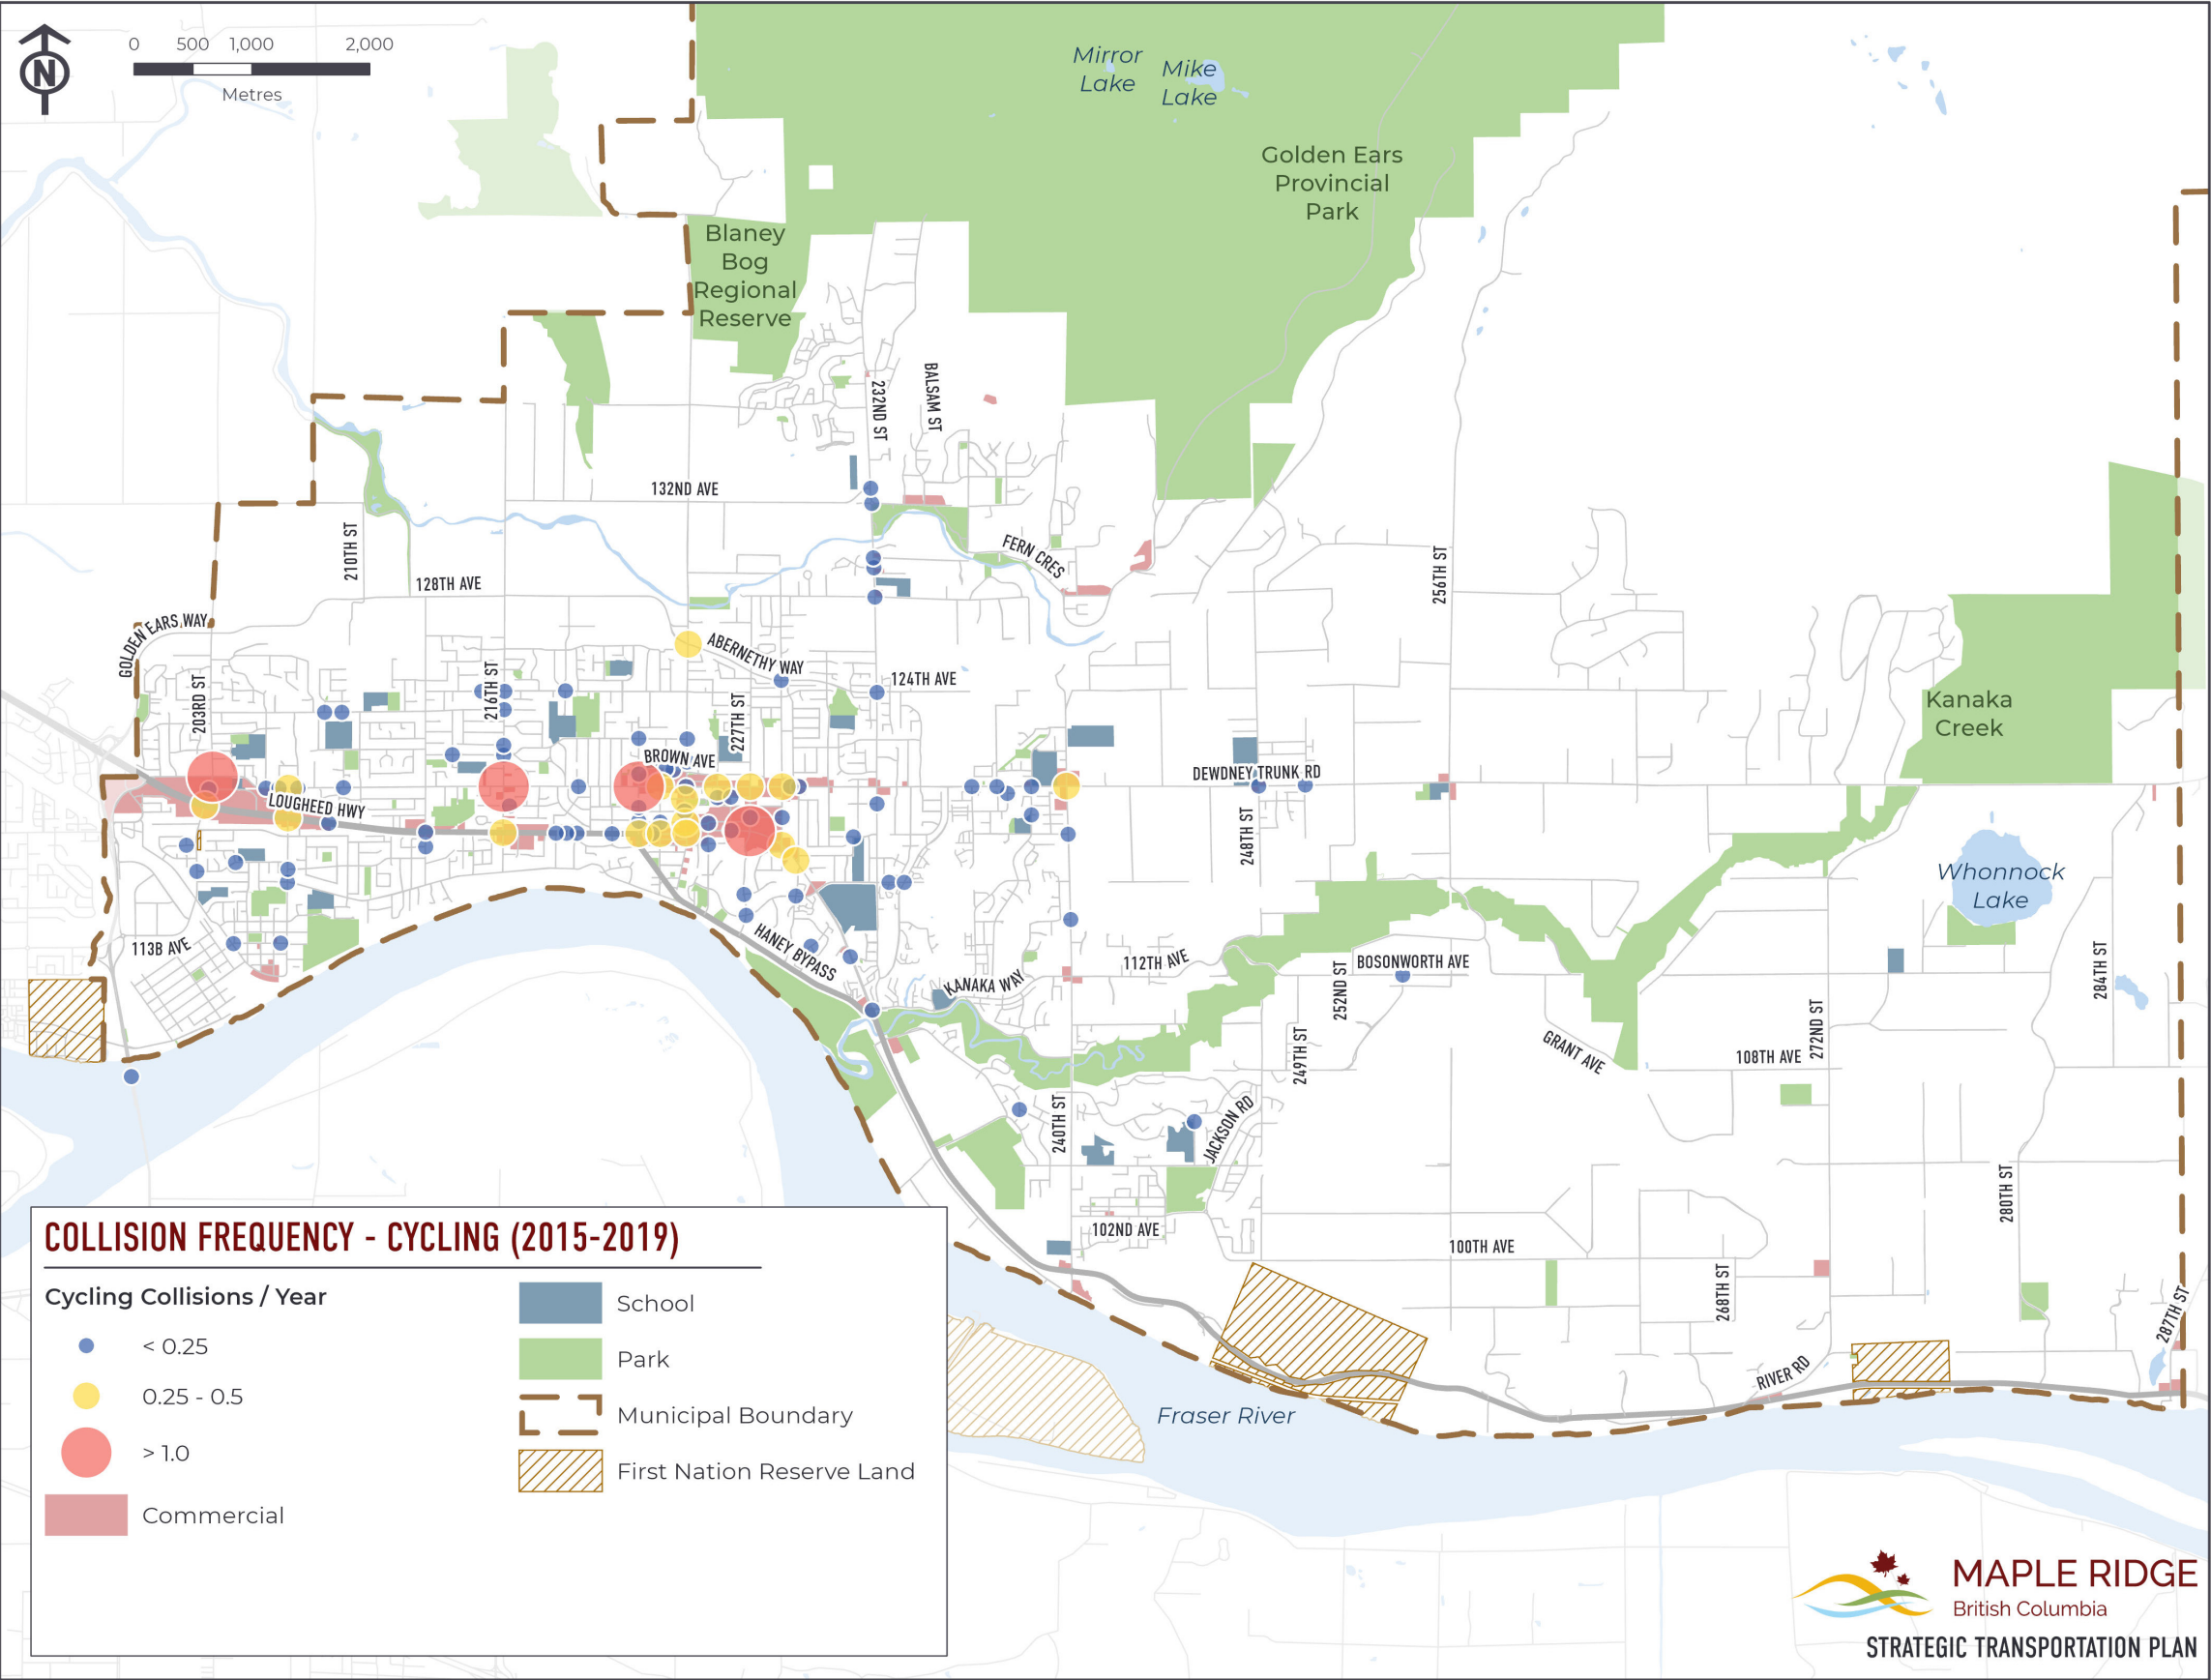 0 500 1,000 2,000
Metres
N
Mirror
Lake
Mike
Lake
Golden Ears
Provincial
Park
Blaney
Bog
Regional
Reserve
232ND ST
BALSAM ST
132ND AVE
210TH ST
FERN CRES
128TH AVE
256TH ST
GOLDEN EARS WAY
ABERNETHY WAY
124TH AVE
203RD ST
216TH ST
227TH ST
Kanaka
Creek
BROWN AVE
DEWDNEY TRUNK RD
LOUGHEED HWY
248TH ST
Whonnock
Lake
113B AVE
HANEY BYPASS
112TH AVE
BOSONWORTH AVE
KANAKA WAY
252ND ST
284TH ST
249TH ST
GRANT AVE
108TH AVE
272ND ST
240TH ST
JACKSON RD
280TH ST
102ND AVE
100TH AVE
268TH ST
287TH ST
RIVER RD
Fraser River
COLLISION FREQUENCY - CYCLING (2015-2019)
Cycling Collisions / Year
< 0.25
0.25 - 0.5
> 1.0
Commercial
School
Park
Municipal Boundary
First Nation Reserve Land
MAPLE RIDGE
British Columbia
STRATEGIC TRANSPORTATION PLAN